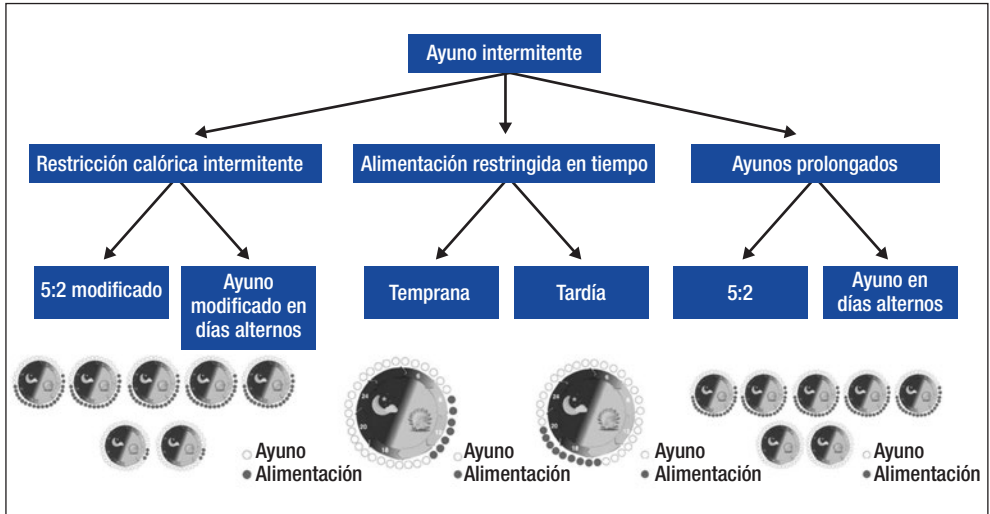 Ayuno intermitente
Restricción calórica intermitente
Alimentación restringida en tiempo
Ayunos prolongados
5:2 modificado
Ayuno
modificado en
días alternos
Temprana
Tardía
5:2
Ayuno en
días alternos
Ayuno
Alimentación
Ayuno
Alimentación
Ayuno
Alimentación
Ayuno
Alimentación